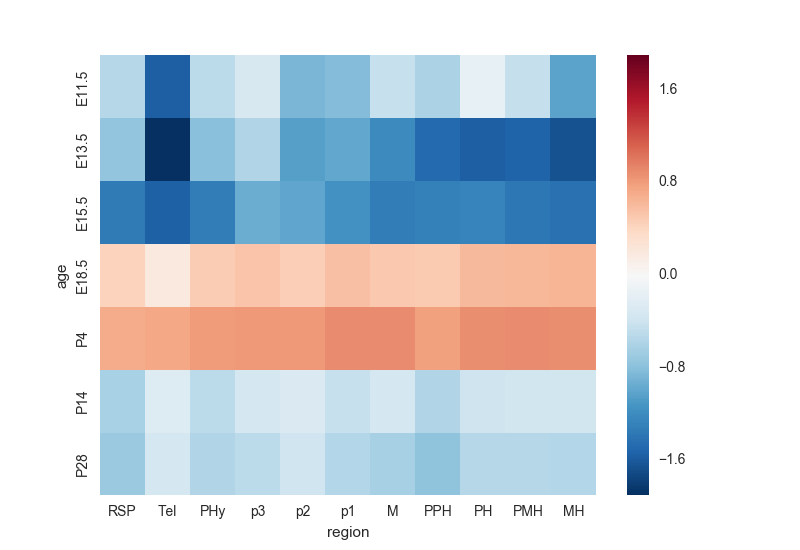 age
E11.5
E13.5
E15.5
E18.5
P4
P14
P28
RSP Tel PHy p3 p2 p1 M PPH PH PMH MH
region
1.6
0.8
0.0
−0.8
−1.6